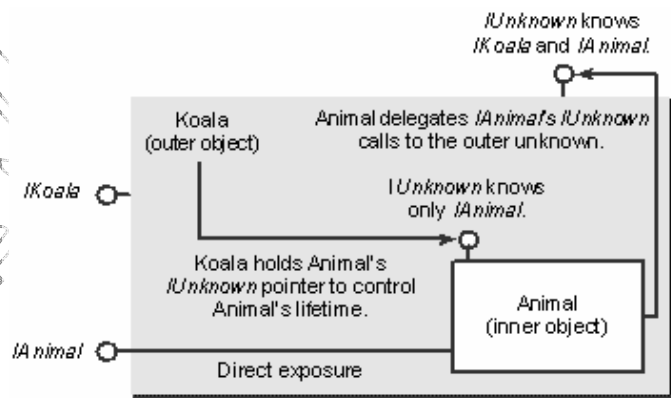 IUnknown knows
IKoala and IAnimal.
Koala
(outer object)
Animal delegates IAnimal's IUnknown
calls to the outer unknown.
IKoala
IUnknown knows
only IAnimal.
Koala holds Animal's
IUnknown pointer to control
Animal's lifetime.
Animal
(inner object)
IAnimal
Direct exposure